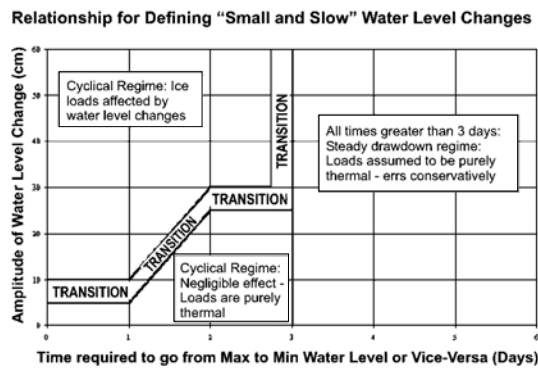 Relationship for Defining “Small and Slow” Water Level Changes
Amplitude of Water Level Change (cm)
60
50
40
30
20
10
0
Cyclical Regime: Ice
loads affected by
water level changes
TRANSITION
All times greater than 3 days:
Steady drawdown regime:
Loads assumed to be purely
thermal - errs conservatively
TRANSITION
TRANSITION
TRANSITION
Cyclical Regime:
Negligible effect -
Loads are purely
thermal
0 1 2 3 4 5 6
Time required to go from Max to Min Water Level or Vice-Versa (Days)